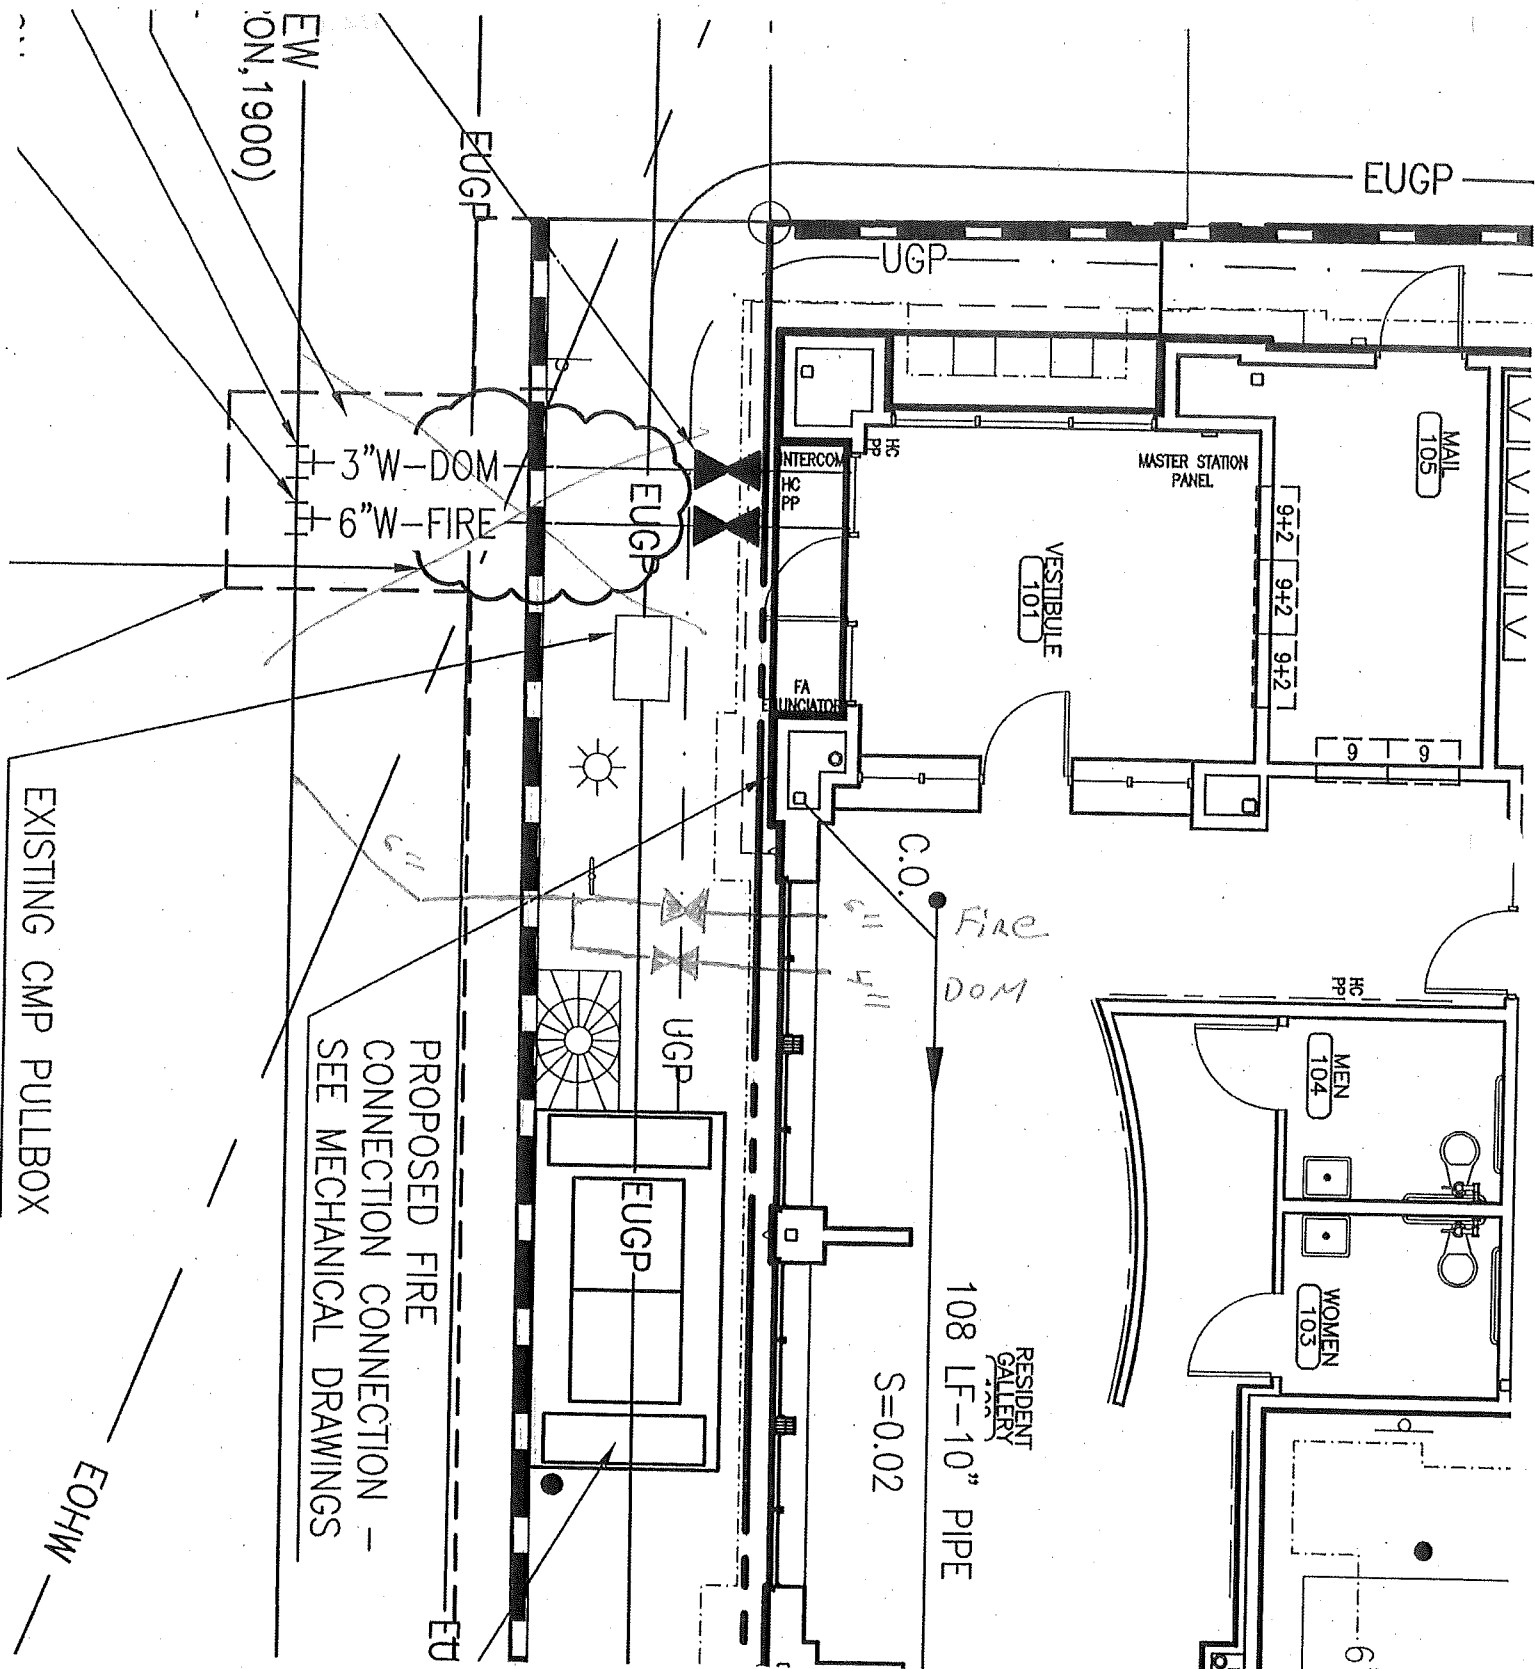 EW
ON,1900)
EUGP
EUGP
UGP
3"W-DOM
6"W-FIRE
EUGP
INTERCOM
HC
PP
HC
PP
FA
MASTER STATION
PANEL
MAIL
105
VESTIBULE
101
9+2
9+2
9+2
9
9
6"
C.O.
6"
Fire
4"
DOM
HC
PP
MEN
104
WOMEN
103
UGP
EUGP
EXISTING CMP PULLBOX
PROPOSED FIRE
CONNECTION CONNECTION -
SEE MECHANICAL DRAWINGS
RESIDENT
GALLERY
108 LF-10" PIPE
S=0.02
EOHW
EU
6